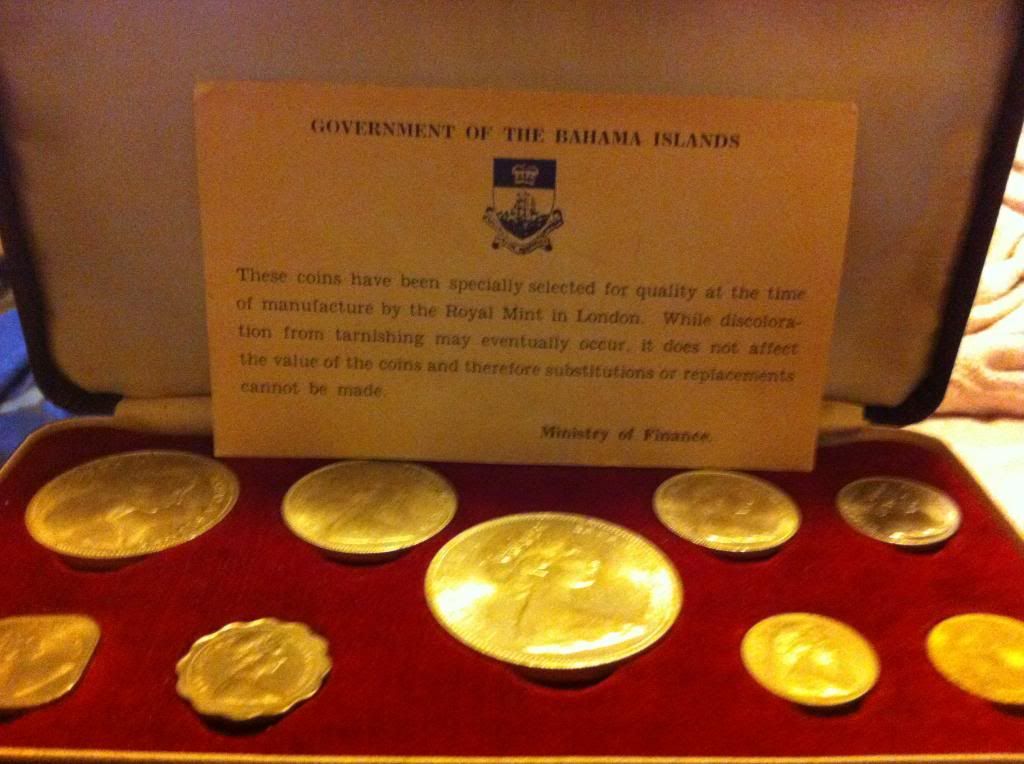 GOVERNMENT OF THE BAHAMA ISLANDS
These coins have been specially selected for quality at the time
of manufacture by the Royal Mint in London. While discolora-
tion from tarnishing may eventually occur, it does not affect
the value of the coins and therefore substitutions or replacements
cannot be made.
Ministry of Finance.